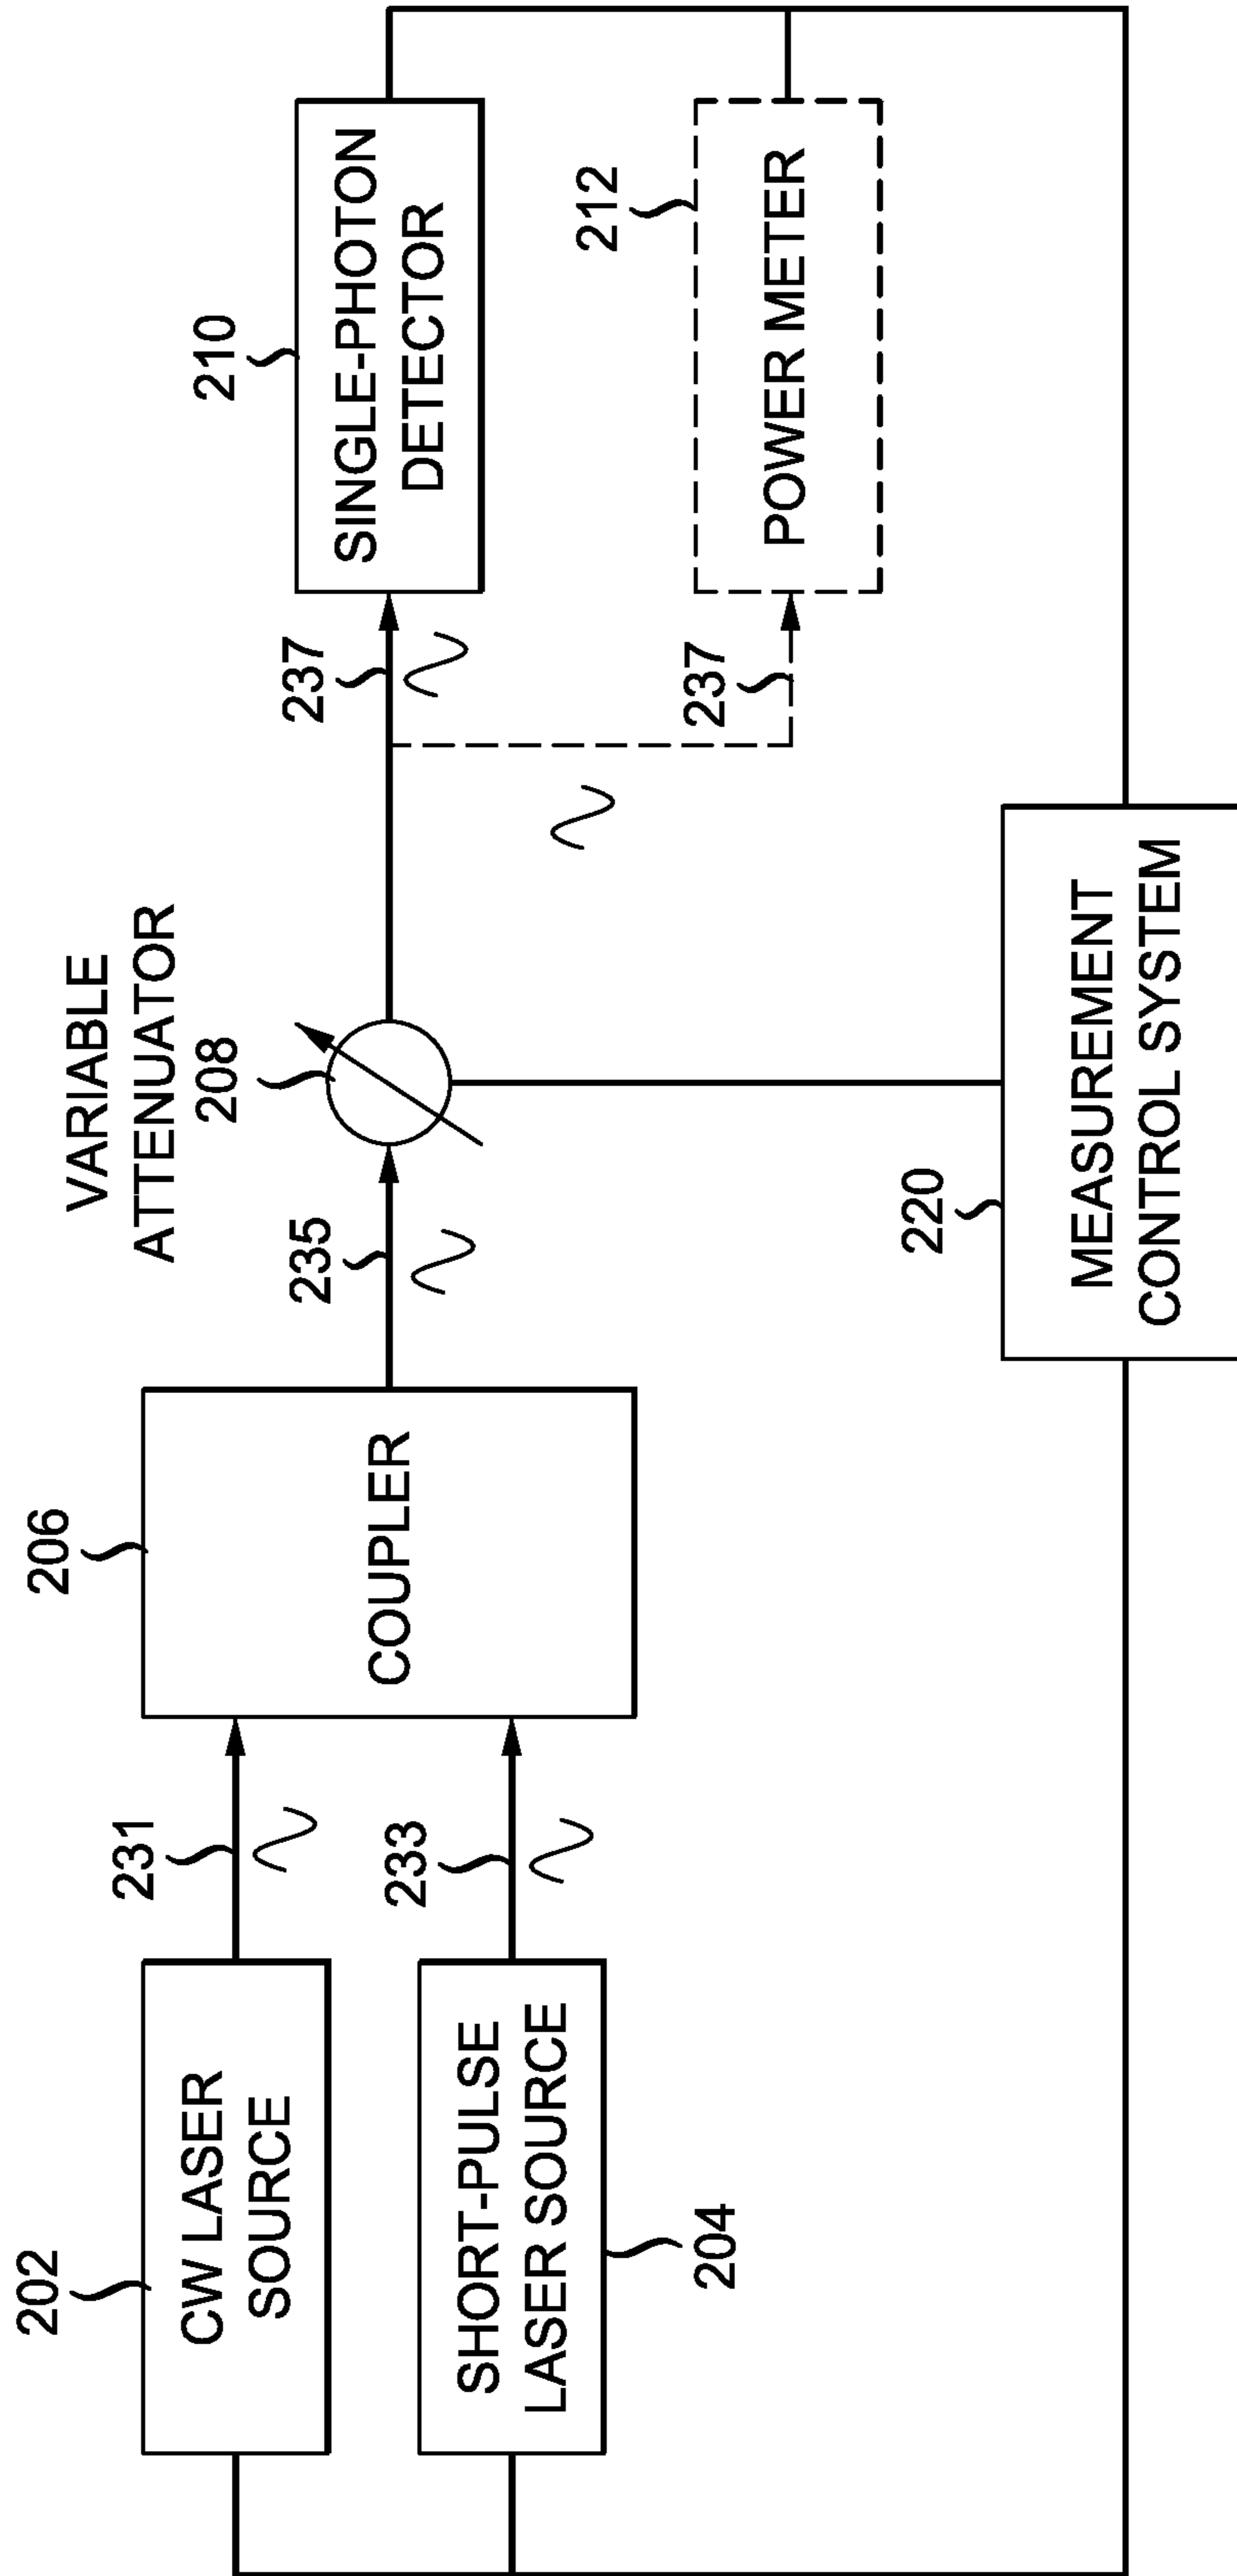 202
CW LASER
SOURCE
231
SHORT-PULSE
LASER SOURCE
204
233
206
COUPLER
235
VARIABLE
ATTENUATOR
208
237
210
SINGLE-PHOTON
DETECTOR
237
212
POWER METER
220
MEASUREMENT
CONTROL SYSTEM